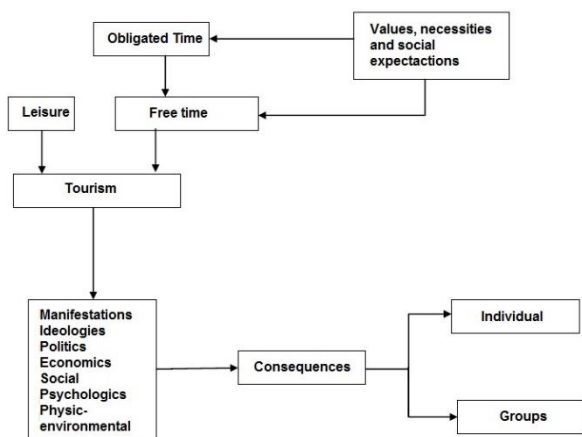 Obligated Time
Values, necessities
and social
expectactions
Leisure
Free time
Tourism
Manifestations
Ideologies
Politics
Economics
Social
Psychologics
Physic-
environmental
Consequences
Individual
Groups